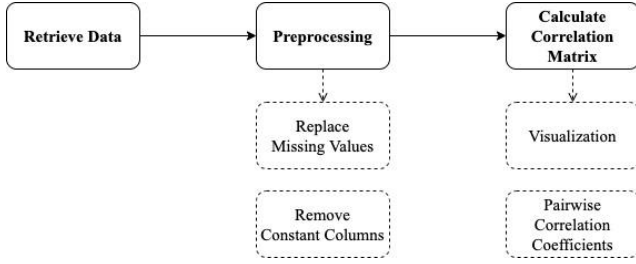 Retrieve Data
Preprocessing
Calculate
Correlation
Matrix
Replace
Missing Values
Visualization
Remove
Constant Columns
Pairwise
Correlation
Coefficients